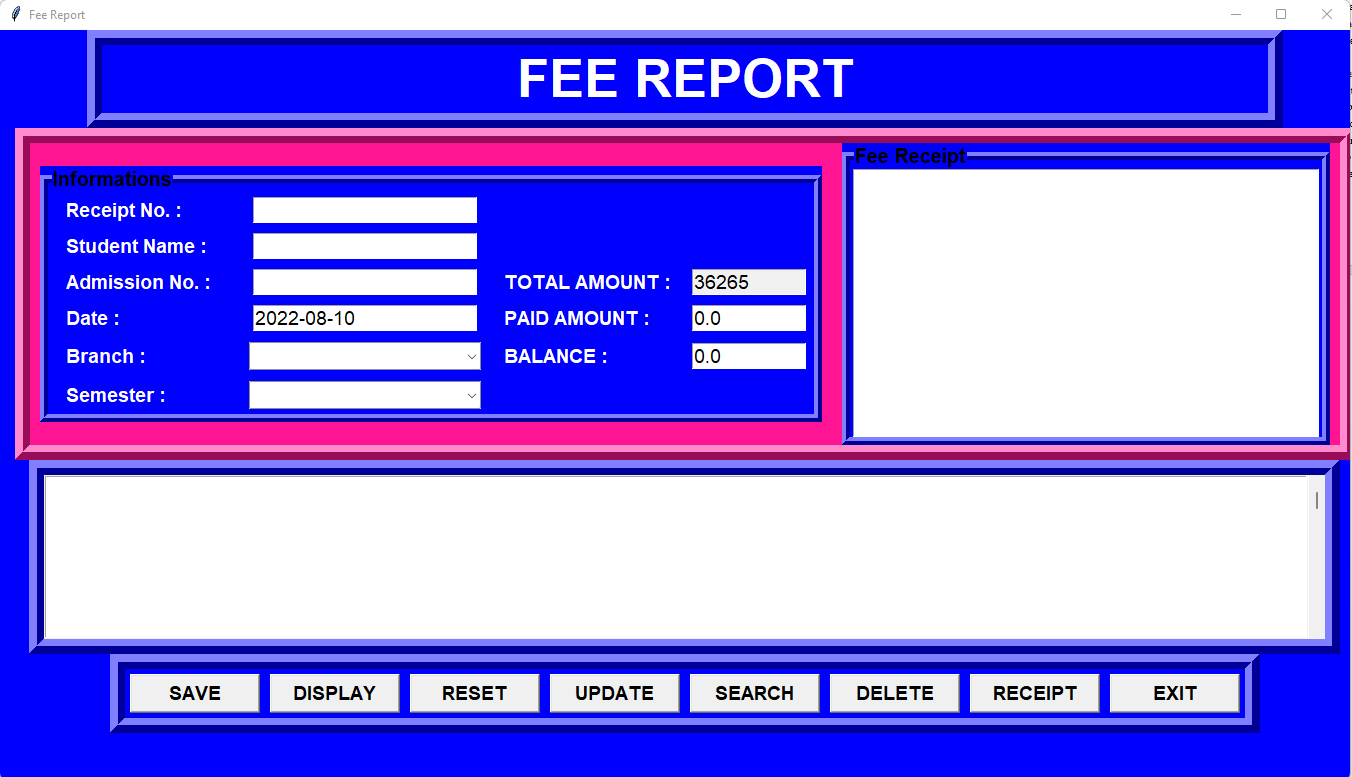 Fee Report
FEE REPORT
Informations
Receipt No. :
Student Name :
Admission No. :
Date : 2022-08-10
Branch :
Semester :
TOTAL AMOUNT : 36265
PAID AMOUNT : 0.0
BALANCE : 0.0
Fee Receipt
SAVE DISPLAY RESET UPDATE SEARCH DELETE RECEIPT EXIT